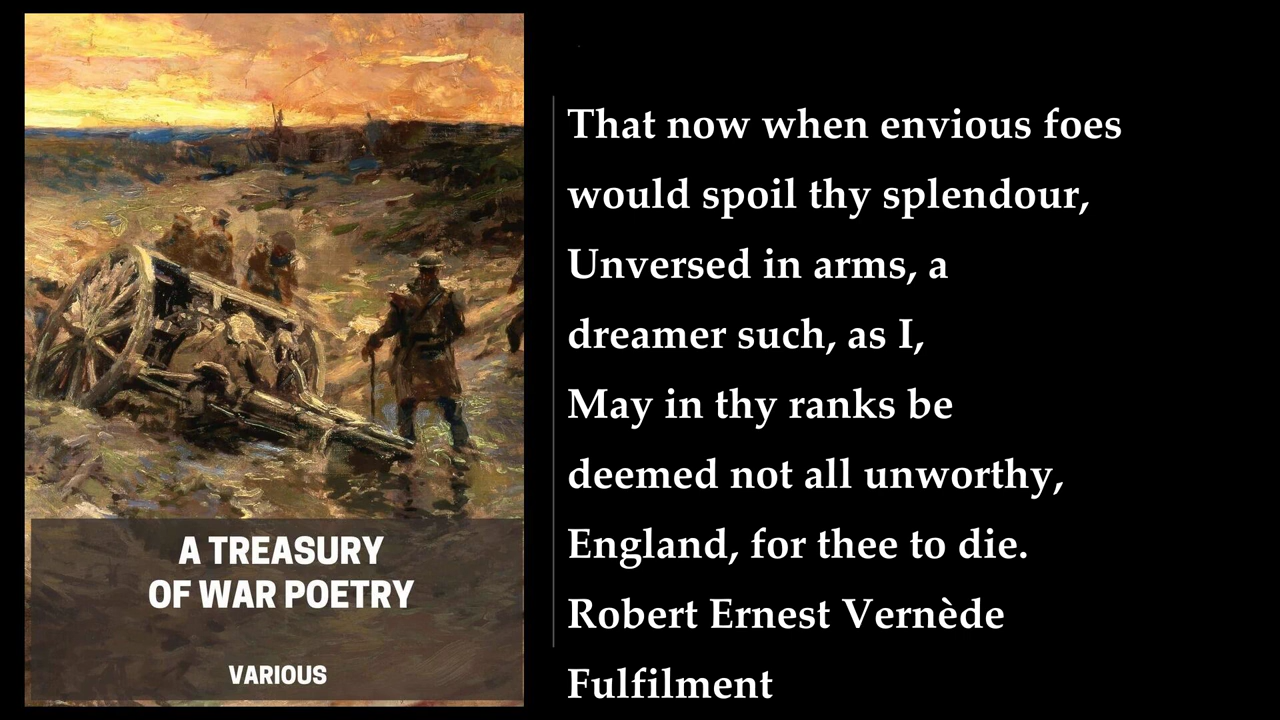 A TREASURY
OF WAR POETRY
VARIOUS
That now when envious foes
would spoil thy splendour,
Unversed in arms, a
dreamer such, as I,
May in thy ranks be
deemed not all unworthy,
England, for thee to die.
Robert Ernest Vernède
Fulfilment